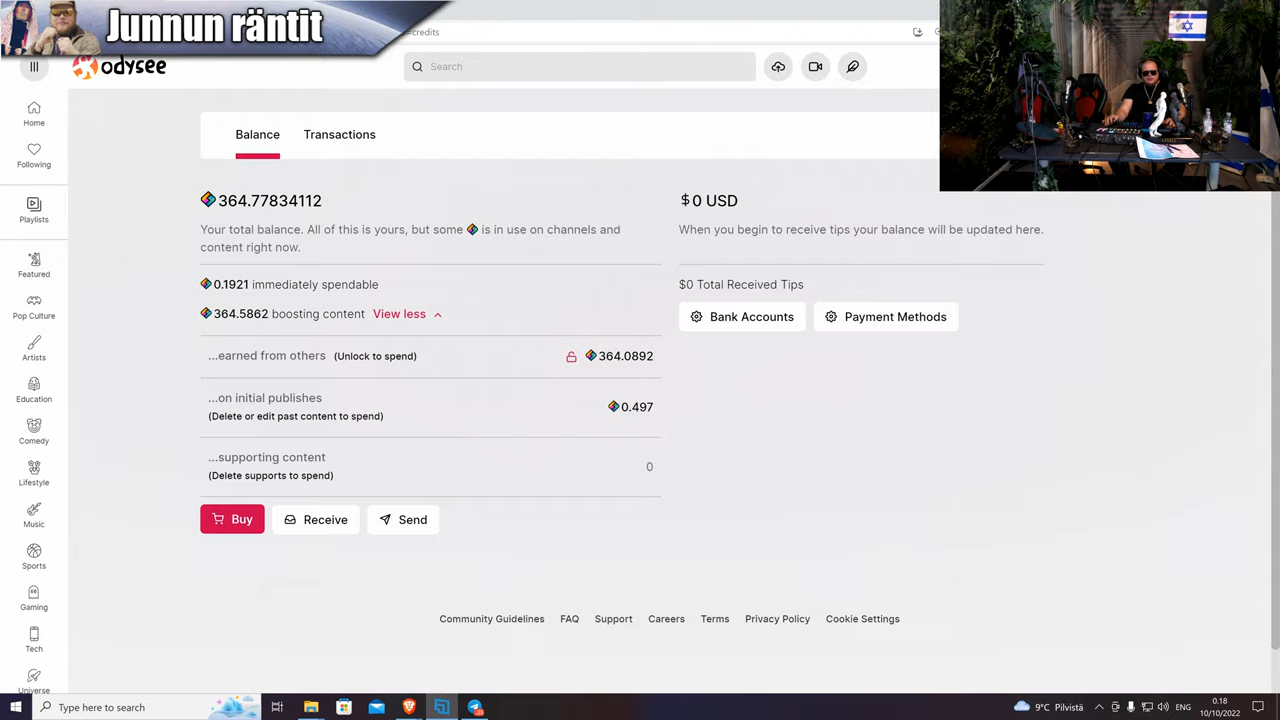 Junnun räntit
=credits
odysee
Search
Home
Following
Playlists
Featured
Pop Culture
Artists
Education
Comedy
Lifestyle
Music
Sports
Gaming
Tech
Universe
Balance Transactions
364.77834112
Your total balance. All of this is yours, but some is in use on channels and
content right now.
0.1921 immediately spendable
364.5862 boosting content View less
...earned from others (Unlock to spend) 364.0892
...on initial publishes
(Delete or edit past content to spend) 0.497
...supporting content
(Delete supports to spend) 0
Buy Receive Send
$0 USD
When you begin to receive tips your balance will be updated here.
$0 Total Received Tips
Bank Accounts Payment Methods
Community Guidelines FAQ Support Careers Terms Privacy Policy Cookie Settings
Type here to search
9°C Pilvistä ENG
0.18
10/10/2022